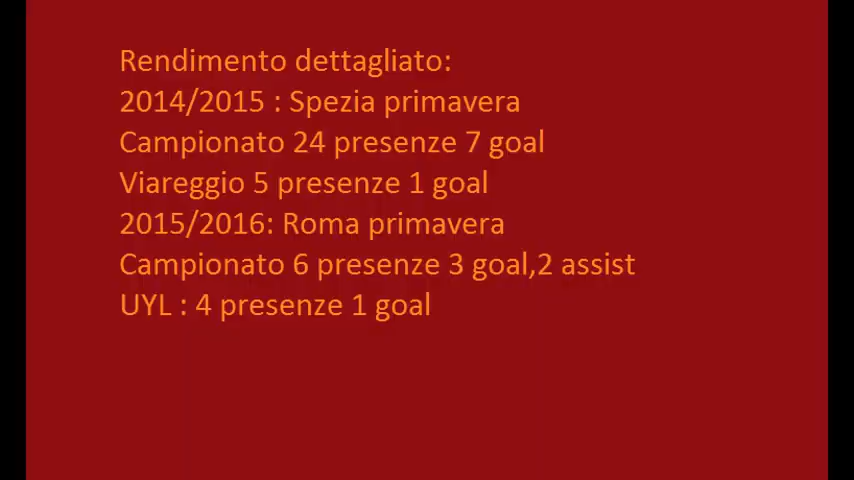 Rendimento dettagliato:
2014/2015 : Spezia primavera
Campionato 24 presenze 7 goal
Viareggio 5 presenze 1 goal
2015/2016: Roma primavera
Campionato 6 presenze 3 goal,2 assist
UYL : 4 presenze 1 goal